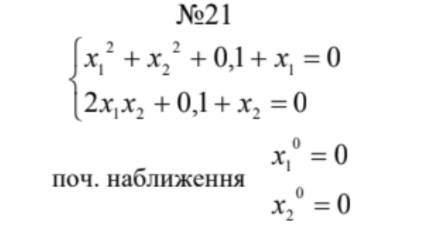 №21
x₁² + x₂² + 0,1 + x₁ = 0
2x₁x₂ + 0,1 + x₂ = 0
x₁⁰ = 0
поч. наближення
x₂⁰ = 0